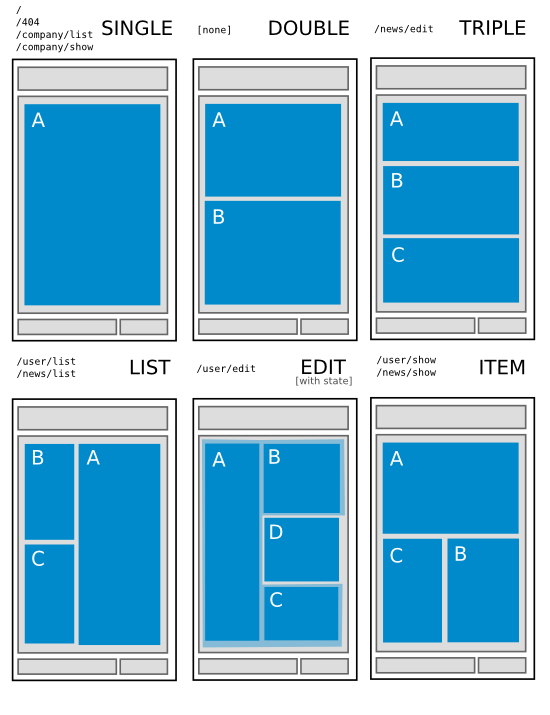 /
/404
/company/list
/company/show
SINGLE
A
[none]
DOUBLE
A
B
/news/edit
TRIPLE
A
B
C
/user/list
/news/list
LIST
B
A
C
/user/edit
EDIT
[with state]
A
B
D
C
/user/show
/news/show
ITEM
A
C
B